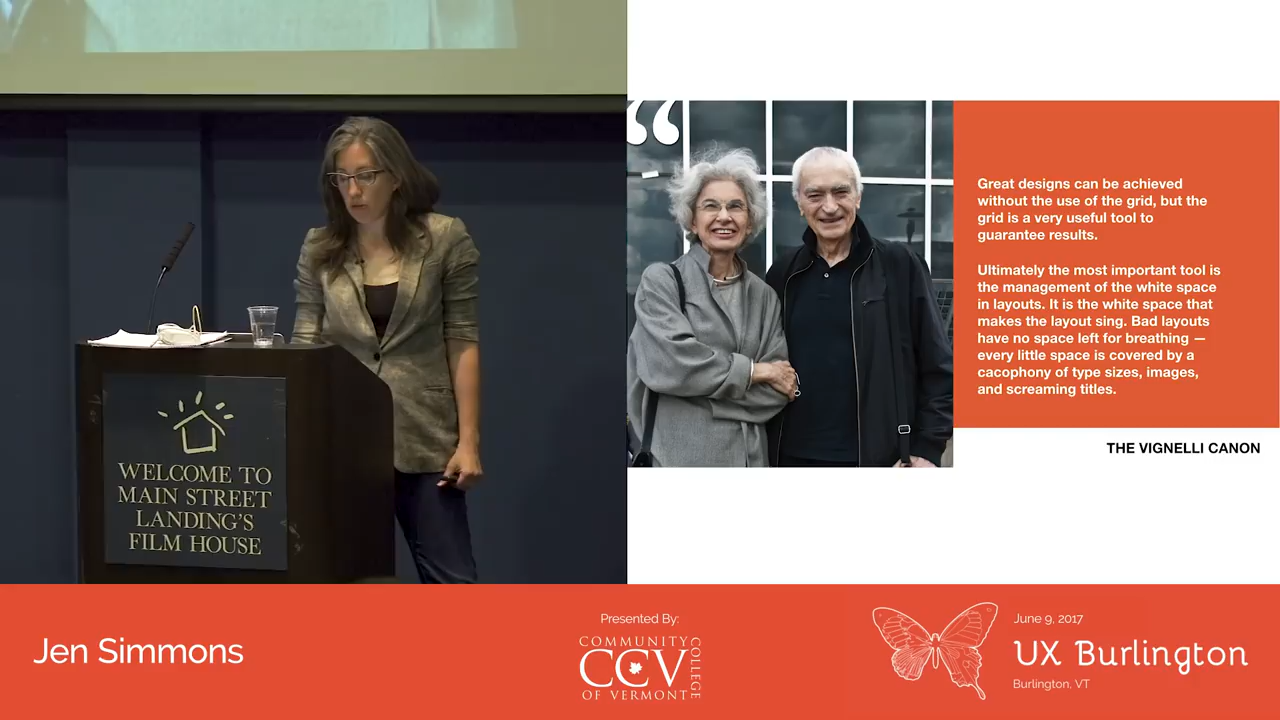 WELCOME TO
MAIN STREET
LANDING'S
FILM HOUSE
“
Great designs can be achieved
without the use of the grid, but the
grid is a very useful tool to
guarantee results.
Ultimately the most important tool is
the management of the white space
in layouts. It is the white space that
makes the layout sing. Bad layouts
have no space left for breathing —
every little space is covered by a
cacophony of type sizes, images,
and screaming titles.
THE VIGNELLI CANON
Jen Simmons
Presented By:
COMMUNITY
CCV
COLLEGE
OF VERMONT
June 9, 2017
UX Burlington
Burlington, VT